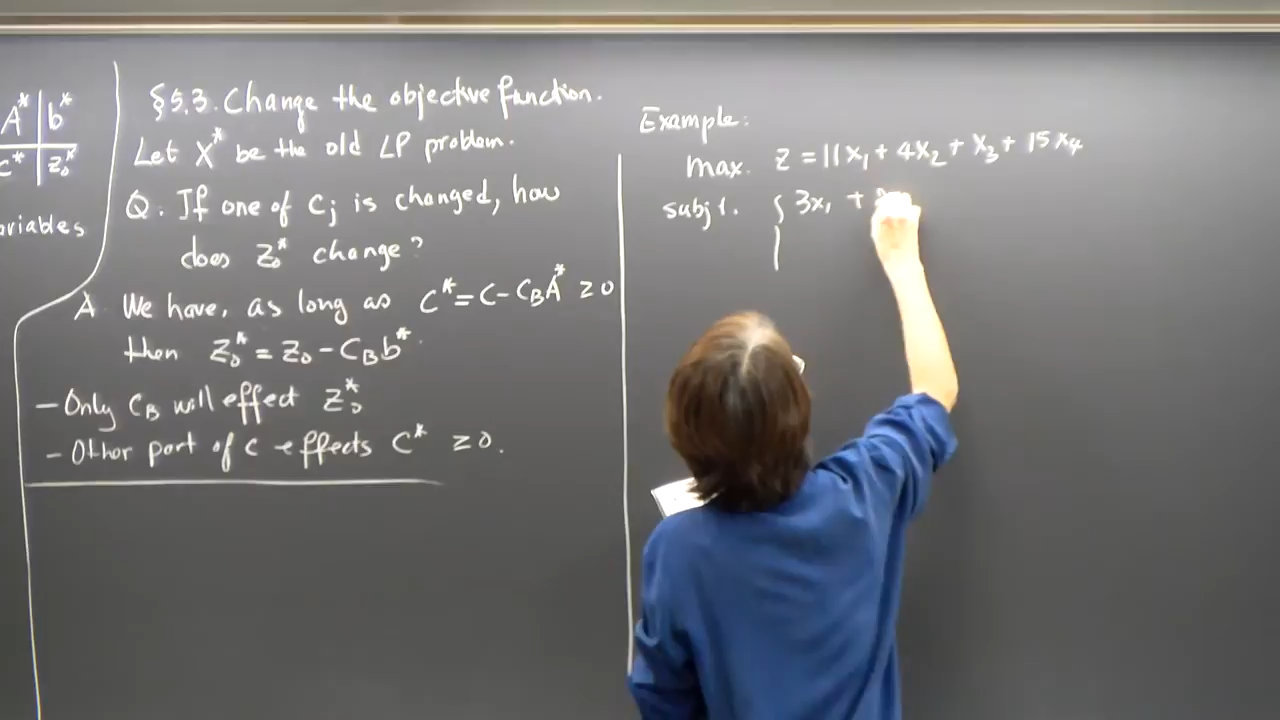 A* | b*
c* | z₀*
ariables
§5.3. Change the objective function.
Let X* be the old LP problem.
Q. If one of cⱼ is changed, how
does z₀* change?
A We have, as long as C* = C - C_B A* ≥ 0
then Z₀* = Z₀ - C_B b*.
- Only C_B will effect Z₀*
- Other part of c effects C* ≥ 0.
Example:
max. z = 11x₁ + 4x₂ + x₃ + 15x₄
subj t. { 3x₁ +